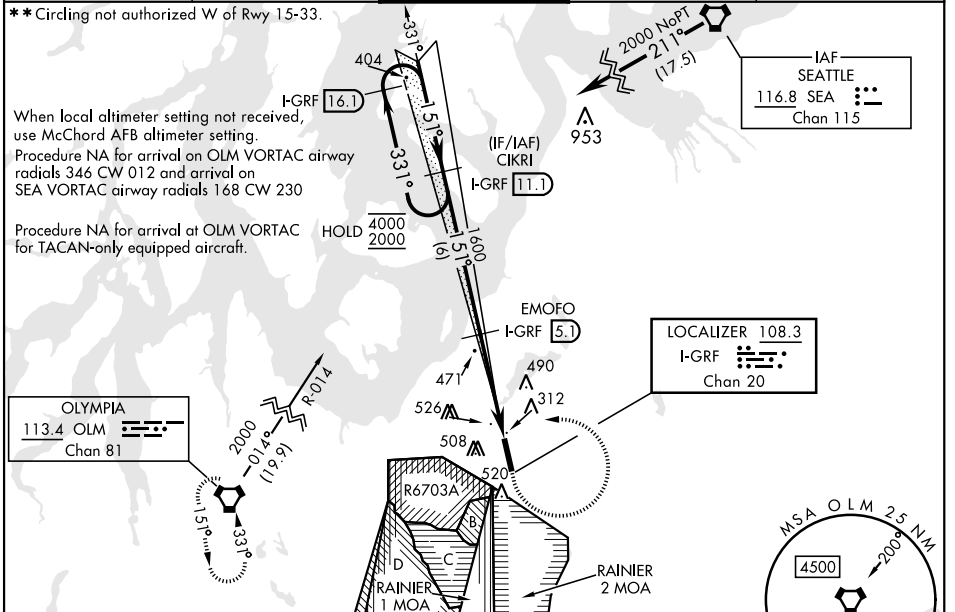 ** Circling not authorized W of Rwy 15-33.
When local altimeter setting not received,
use McChord AFB altimeter setting.
Procedure NA for arrival on OLM VORTAC airway
radials 346 CW 012 and arrival on
SEA VORTAC airway radials 168 CW 230
Procedure NA for arrival at OLM VORTAC
for TACAN-only equipped aircraft.
331°
404
I-GRF 16.1
151°
331°
HOLD 4000
2000
(IF/IAF)
CIKRI
I-GRF 11.1
1600
151°
(6)
2000 NoPT
211°
(17.5)
953
IAF
SEATTLE
116.8 SEA
Chan 115
EMOFO
I-GRF 5.1
471
490
312
526
508
520
LOCALIZER 108.3
I-GRF
Chan 20
OLYMPIA
113.4 OLM
Chan 81
R-014
2000
014°
(19.9)
151°
331°
R6703A
B
C
D
RAINIER
1 MOA
RAINIER
2 MOA
MSA OLM 25 NM
4500
200°